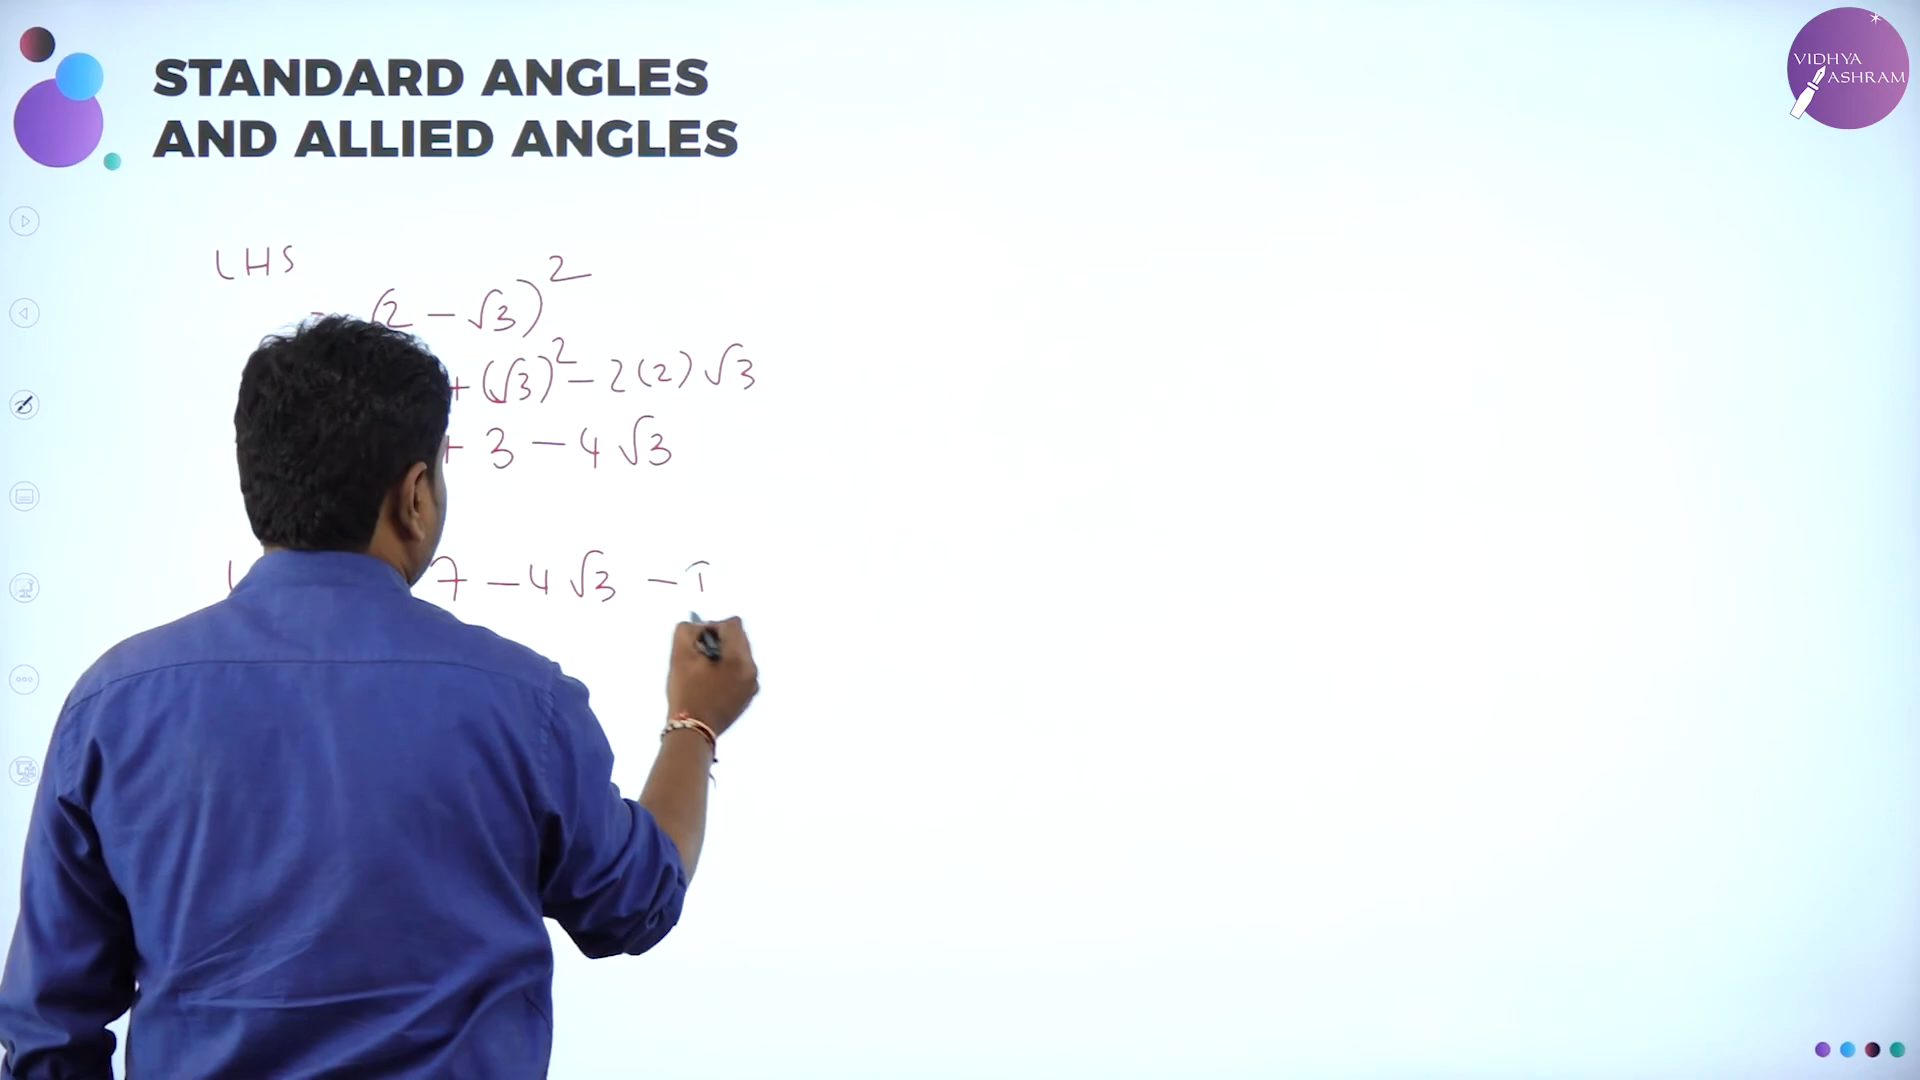 STANDARD ANGLES
AND ALLIED ANGLES
VIDHYA
ASHRAM
LHS
(2 - √3)²
+ (√3)² - 2(2)√3
+ 3 - 4√3
7 - 4√3 -